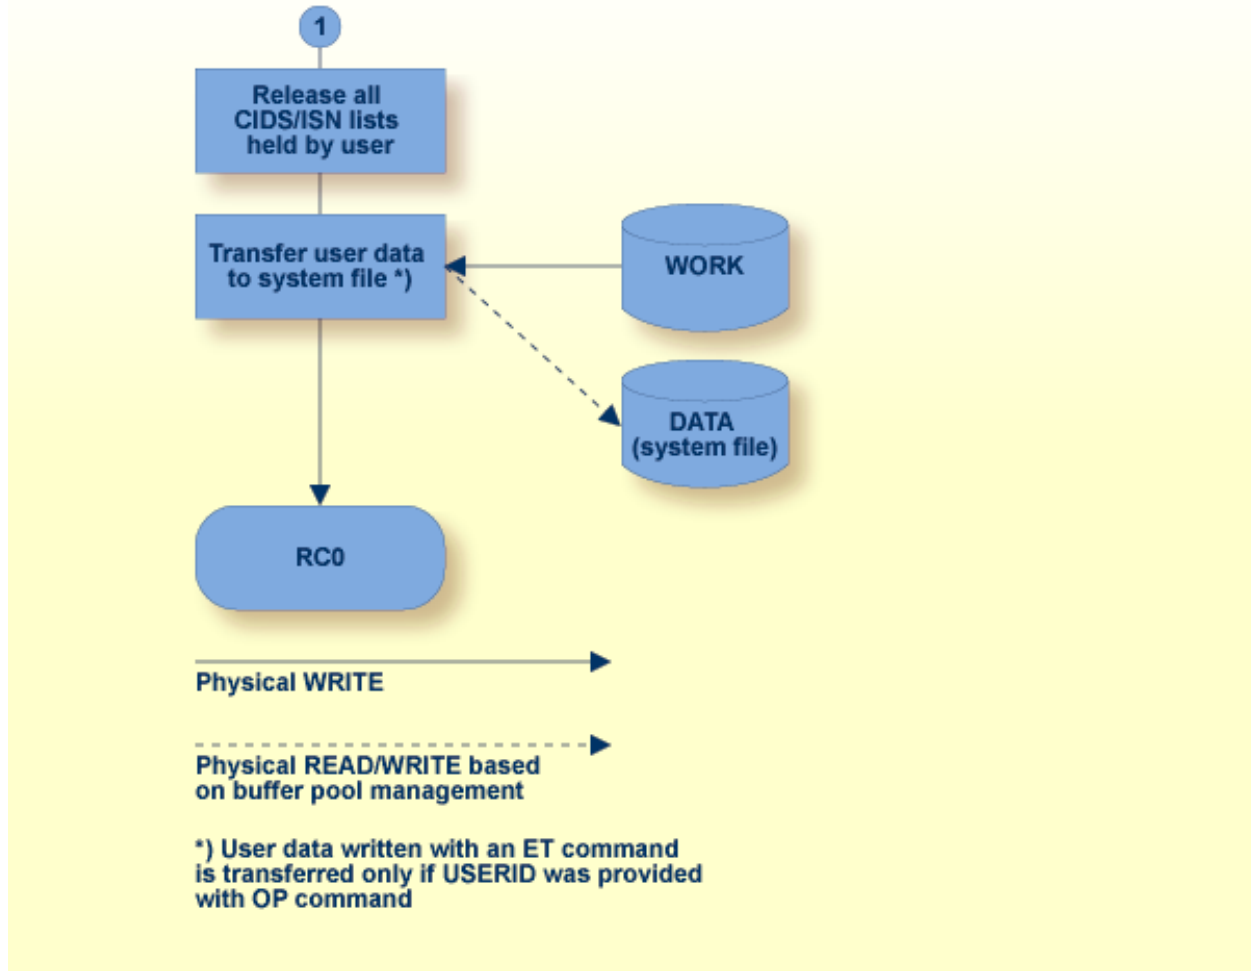 1
Release all
CIDS/ISN lists
held by user
Transfer user data
to system file *)
WORK
DATA
(system file)
RC0
Physical WRITE
Physical READ/WRITE based
on buffer pool management
*) User data written with an ET command
is transferred only if USERID was provided
with OP command